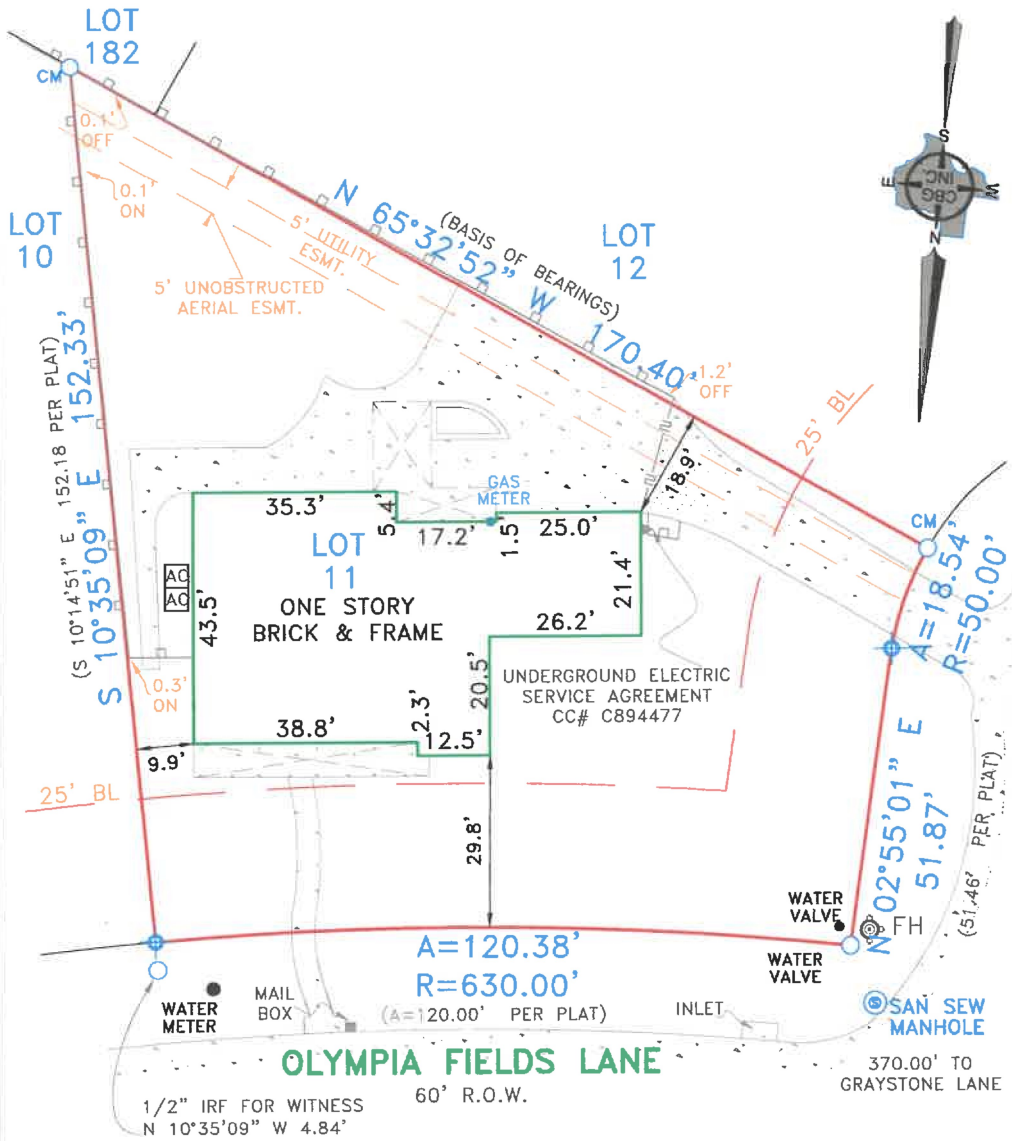 LOT
182
CM
0.1'
OFF
0.1'
ON
LOT
10
N 65°32'52" W 170.40'
(BASIS OF BEARINGS)
5' UTILITY
ESMT.
5' UNOBSTRUCTED
AERIAL ESMT.
LOT
12
S
E
W
N
CBG
INC.
1.2'
OFF
25' BL
18.9'
S 10°35'09" E 152.33'
(S 10°14'51" E 152.18 PER PLAT)
35.3'
5.4'
GAS
METER
17.2'
1.5'
25.0'
CM
A=18.54'
R=50.00'
LOT
11
ONE STORY
BRICK & FRAME
AC
AC
43.5'
21.4'
26.2'
20.5'
UNDERGROUND ELECTRIC
SERVICE AGREEMENT
CC# C894477
0.3'
ON
38.8'
2.3'
12.5'
9.9'
25' BL
29.8'
N 02°55'01" E
51.87'
(51.46' PER PLAT)
WATER
VALVE
FH
WATER
VALVE
A=120.38'
R=630.00'
(A=120.00' PER PLAT)
WATER
METER
MAIL
BOX
INLET
S
SAN SEW
MANHOLE
OLYMPIA FIELDS LANE
60' R.O.W.
370.00' TO
GRAYSTONE LANE
1/2" IRF FOR WITNESS
N 10°35'09" W 4.84'